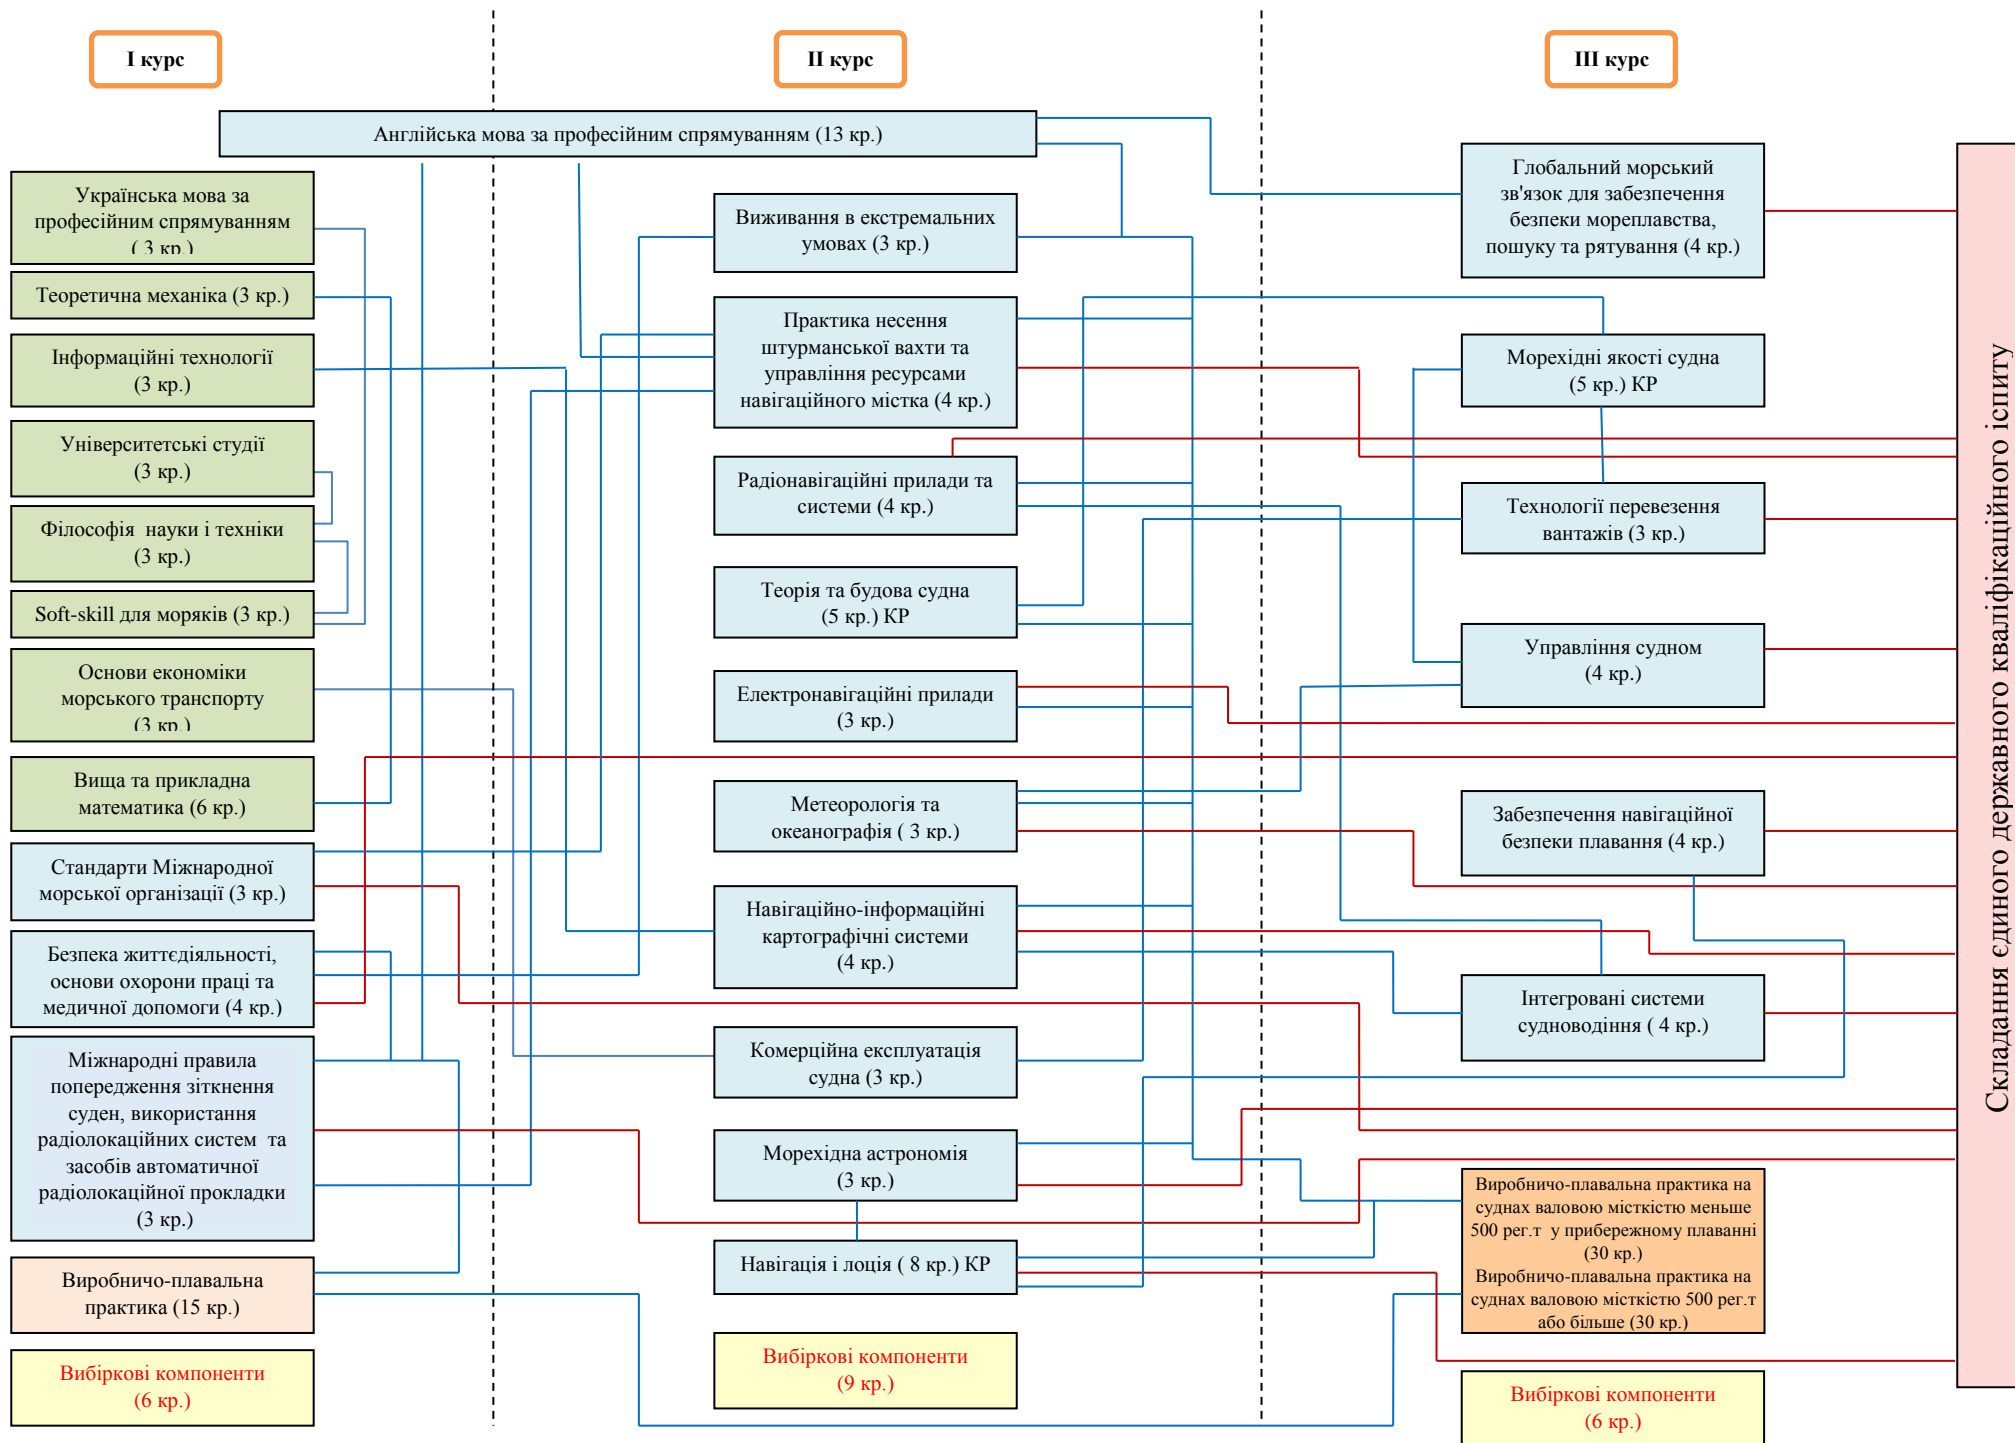 І курс
ІІ курс
ІІІ курс
Англійська мова за професійним спрямуванням (13 кр.)
Українська мова за
професійним спрямуванням
( 3 кр.)
Теоретична механіка (3 кр.)
Інформаційні технології
(3 кр.)
Університетські студії
(3 кр.)
Філософія науки і техніки
(3 кр.)
Soft-skill для моряків (3 кр.)
Основи економіки
морського транспорту
(3 кр.)
Вища та прикладна
математика (6 кр.)
Стандарти Міжнародної
морської організації (3 кр.)
Безпека життєдіяльності,
основи охорони праці та
медичної допомоги (4 кр.)
Міжнародні правила
попередження зіткнення
суден, використання
радіолокаційних систем та
засобів автоматичної
радіолокаційної прокладки
(3 кр.)
Виробничо-плавальна
практика (15 кр.)
Вибіркові компоненти
(6 кр.)
Виживання в екстремальних
умовах (3 кр.)
Практика несення
штурманської вахти та
управління ресурсами
навігаційного містка (4 кр.)
Радіонавігаційні прилади та
системи (4 кр.)
Теорія та будова судна
(5 кр.) КР
Електронавігаційні прилади
(3 кр.)
Метеорологія та
океанографія ( 3 кр.)
Навігаційно-інформаційні
картографічні системи
(4 кр.)
Комерційна експлуатація
судна (3 кр.)
Морехідна астрономія
(3 кр.)
Навігація і лоція ( 8 кр.) КР
Вибіркові компоненти
(9 кр.)
Глобальний морський
зв'язок для забезпечення
безпеки мореплавства,
пошуку та рятування (4 кр.)
Морехідні якості судна
(5 кр.) КР
Технології перевезення
вантажів (3 кр.)
Управління судном
(4 кр.)
Забезпечення навігаційної
безпеки плавання (4 кр.)
Інтегровані системи
судноводіння ( 4 кр.)
Виробничо-плавальна практика на
суднах валовою місткістю меньше
500 рег.т у прибережному плаванні
(30 кр.)
Виробничо-плавальна практика на
суднах валовою місткістю 500 рег.т
або більше (30 кр.)
Вибіркові компоненти
(6 кр.)
Складання єдиного державного кваліфікаційного іспиту